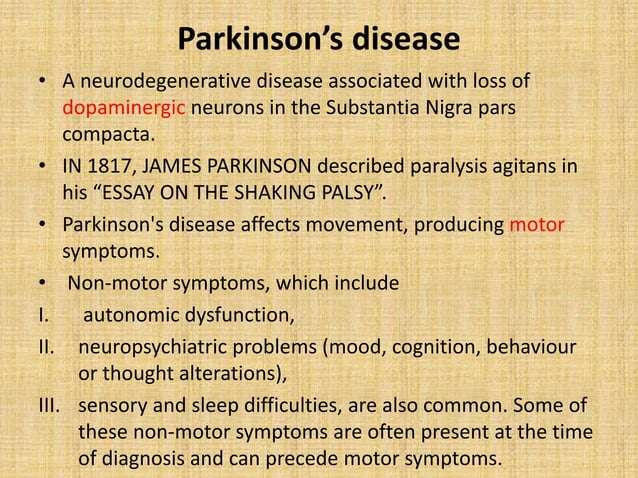 Parkinson’s disease
• A neurodegenerative disease associated with loss of
dopaminergic neurons in the Substantia Nigra pars
compacta.
• IN 1817, JAMES PARKINSON described paralysis agitans in
his “ESSAY ON THE SHAKING PALSY”.
• Parkinson's disease affects movement, producing motor
symptoms.
• Non-motor symptoms, which include
I. autonomic dysfunction,
II. neuropsychiatric problems (mood, cognition, behaviour
or thought alterations),
III. sensory and sleep difficulties, are also common. Some of
these non-motor symptoms are often present at the time
of diagnosis and can precede motor symptoms.